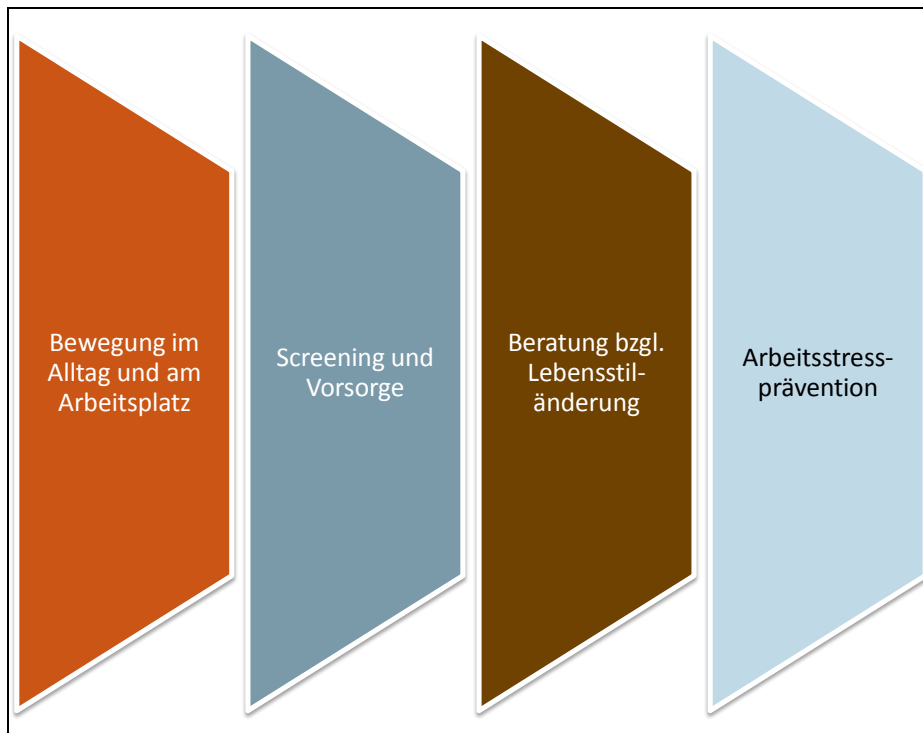 Bewegung im
Alltag und am
Arbeitsplatz
Screening und
Vorsorge
Beratung bzgl.
Lebensstil-
änderung
Arbeitsstress-
prävention